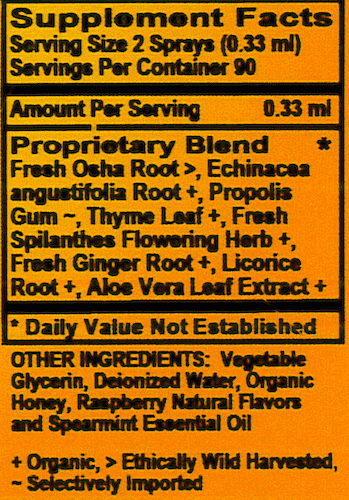 Supplement Facts
Serving Size 2 Sprays (0.33 ml)
Servings Per Container 90
Amount Per Serving 0.33 ml
Proprietary Blend *
Fresh Osha Root >, Echinacea
angustifolia Root +, Propolis
Gum ~, Thyme Leaf +, Fresh
Spilanthes Flowering Herb +,
Fresh Ginger Root +, Licorice
Root +, Aloe Vera Leaf Extract +
* Daily Value Not Established
OTHER INGREDIENTS: Vegetable
Glycerin, Deionized Water, Organic
Honey, Raspberry Natural Flavors
and Spearmint Essential Oil
+ Organic, > Ethically Wild Harvested,
~ Selectively Imported